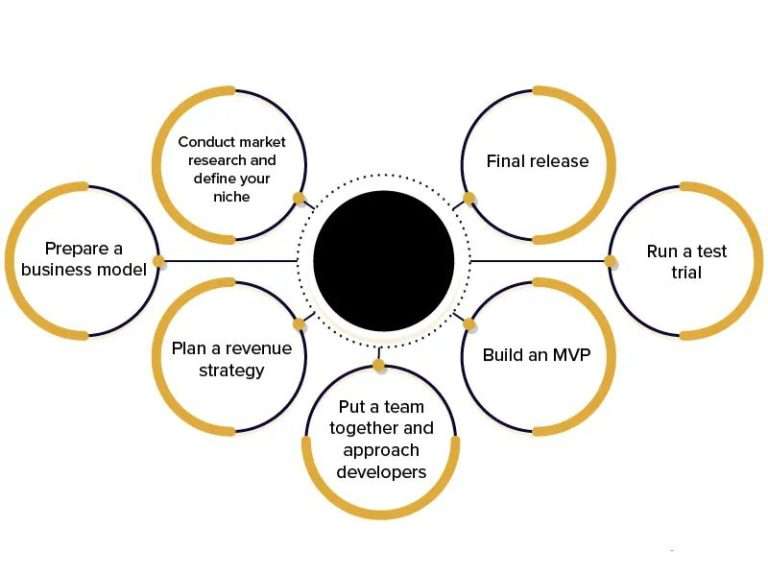 Conduct market
research and
define your
niche
Prepare a
business model
Plan a revenue
strategy
Put a team
together and
approach
developers
Build an MVP
Run a test
trial
Final release